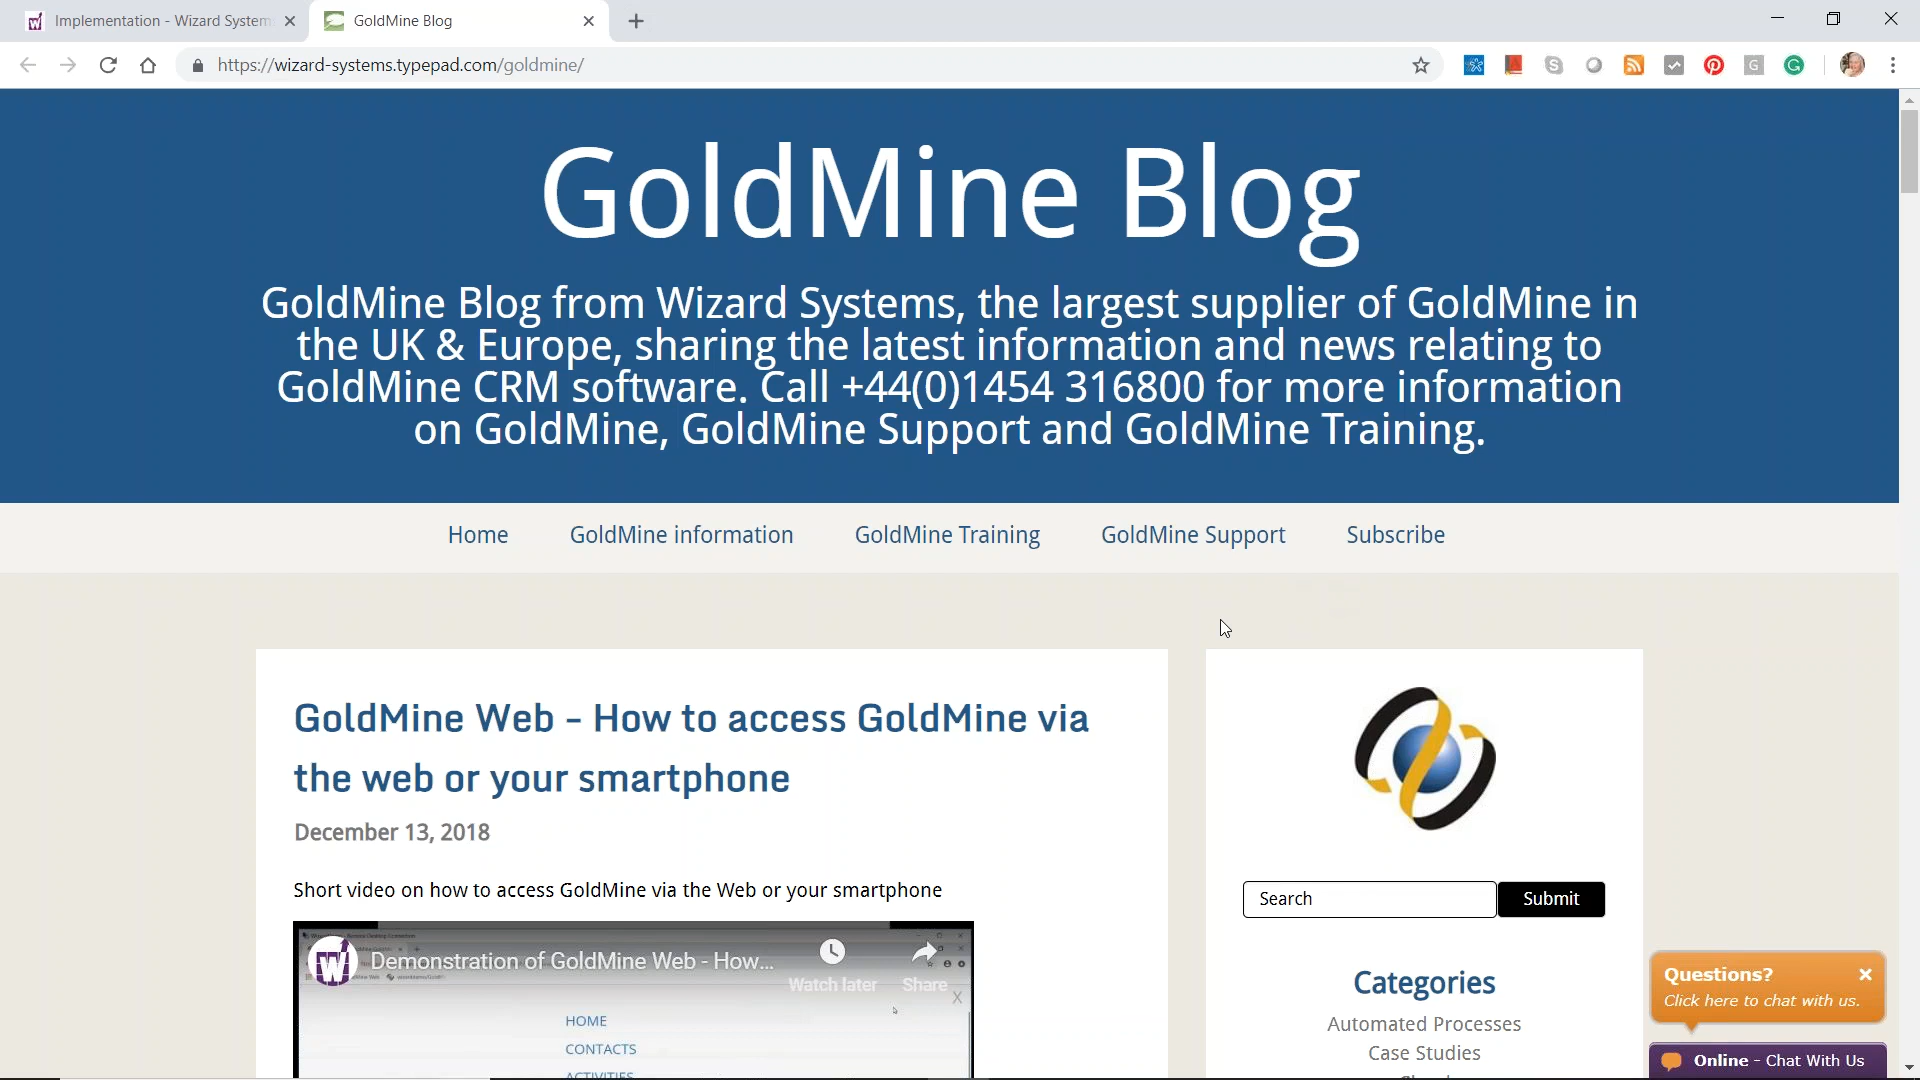 Implementation - Wizard System
GoldMine Blog
https://wizard-systems.typepad.com/goldmine/
GoldMine Blog
GoldMine Blog from Wizard Systems, the largest supplier of GoldMine in
the UK & Europe, sharing the latest information and news relating to
GoldMine CRM software. Call +44(0)1454 316800 for more information
on GoldMine, GoldMine Support and GoldMine Training.
Home GoldMine information GoldMine Training GoldMine Support Subscribe
GoldMine Web – How to access GoldMine via
the web or your smartphone
December 13, 2018
Short video on how to access GoldMine via the Web or your smartphone
Demonstration of GoldMine Web - How...
Watch later Share
X
HOME
CONTACTS
ACTIVITIES
Search Submit
Categories
Automated Processes
Case Studies
Questions?
Click here to chat with us.
Online - Chat With Us